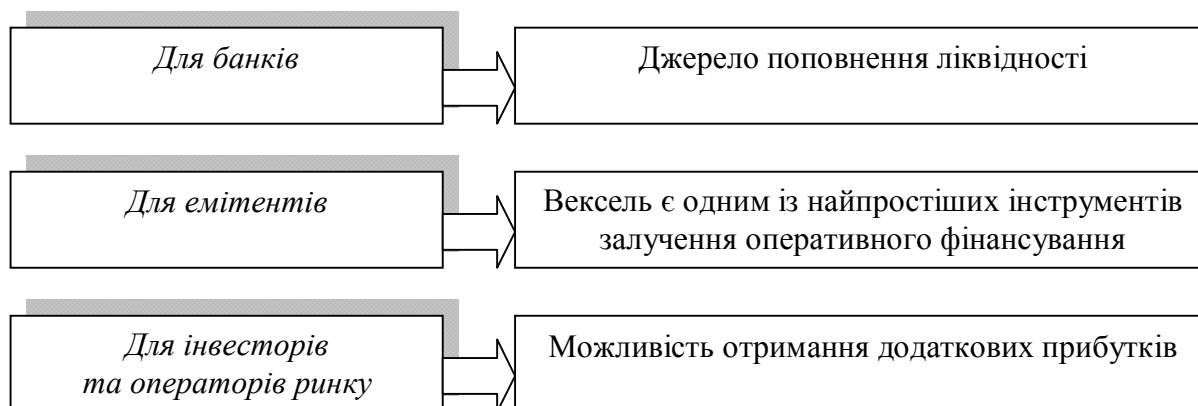 Для банків
Джерело поповнення ліквідності
Для емітентів
Вексель є одним із найпростіших інструментів
залучення оперативного фінансування
Для інвесторів
та операторів ринку
Можливість отримання додаткових прибутків